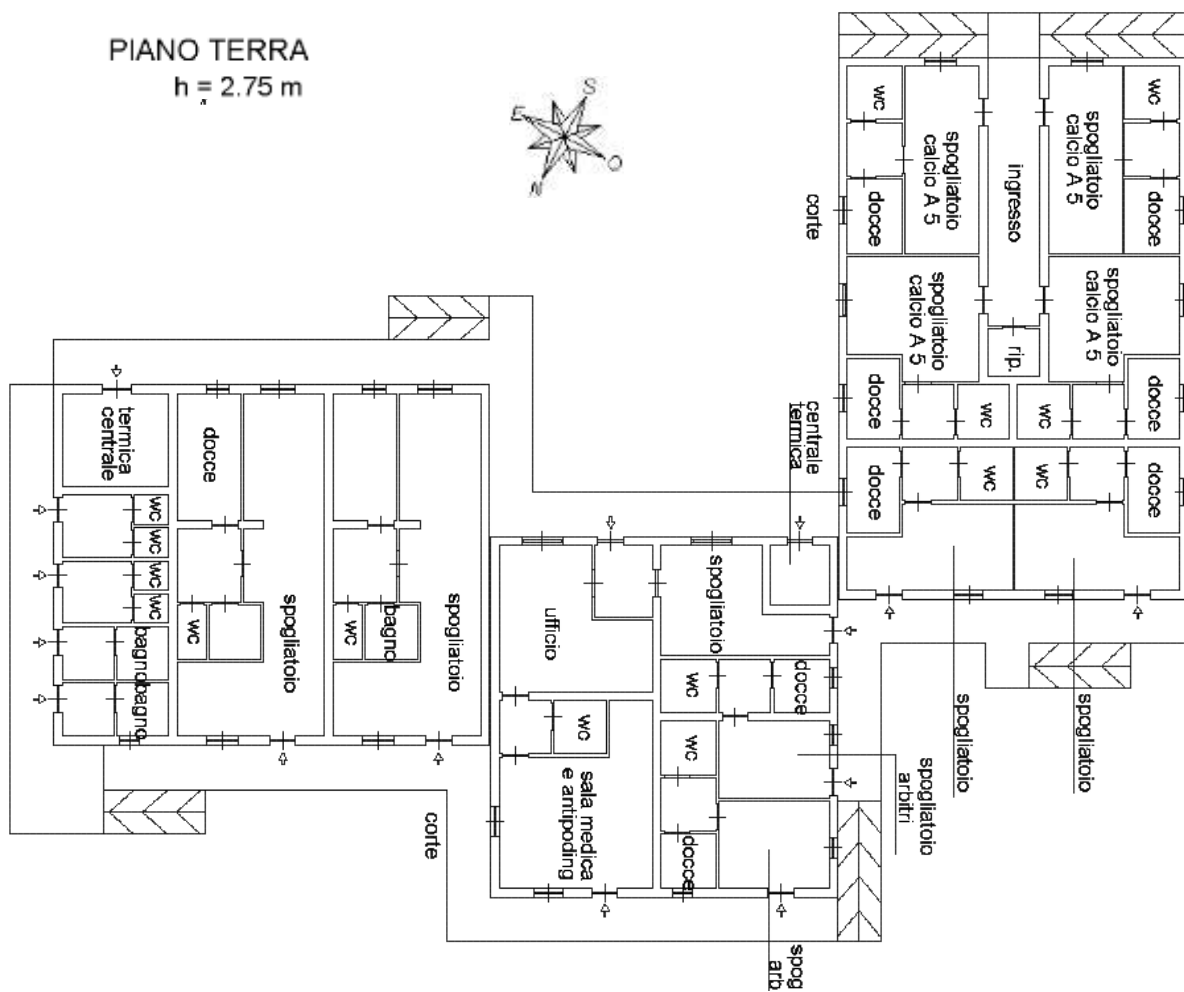 PIANO TERRA
h = 2.75 m
S
E
O
N
wc
spogliatoio
calcio A 5
docce
ingresso
spogliatoio
calcio A 5
wc
docce
corte
spogliatoio
calcio A 5
spogliatoio
calcio A 5
rip.
docce
wc
wc
docce
docce
wc
wc
docce
centrale
termica
spogliatoio
spogliatoio
termica
centrale
docce
wc
wc
wc
wc
bagno
bagno
wc
spogliatoio
wc
bagno
spogliatoio
ufficio
spogliatoio
wc
docce
wc
wc
docce
sala medica
e antipoding
spogliatoio
arbitri
corte
spog
arb